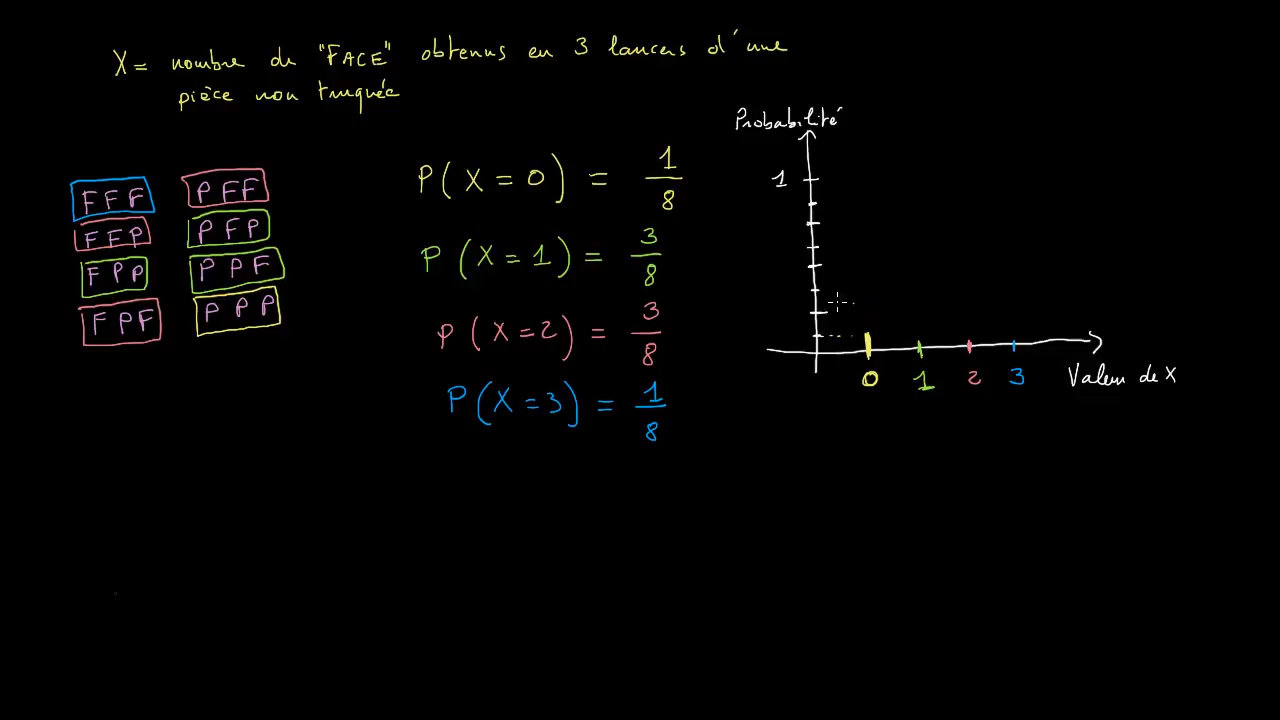 X = nombre de "FACE" obtenus en 3 lancers d'une
pièce non truquée
FFF
PFF
FFP
PFP
FPP
PPF
FPF
PPP
P(X=0) = 1/8
P(X=1) = 3/8
P(X=2) = 3/8
P(X=3) = 1/8
Probabilité
1
0 1 2 3
Valeur de X